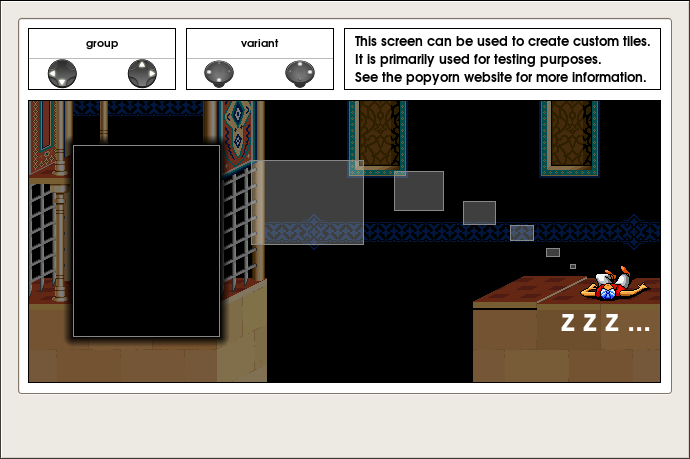 group
variant
This screen can be used to create custom tiles.
It is primarily used for testing purposes.
See the popyorn website for more information.
Z Z Z ...